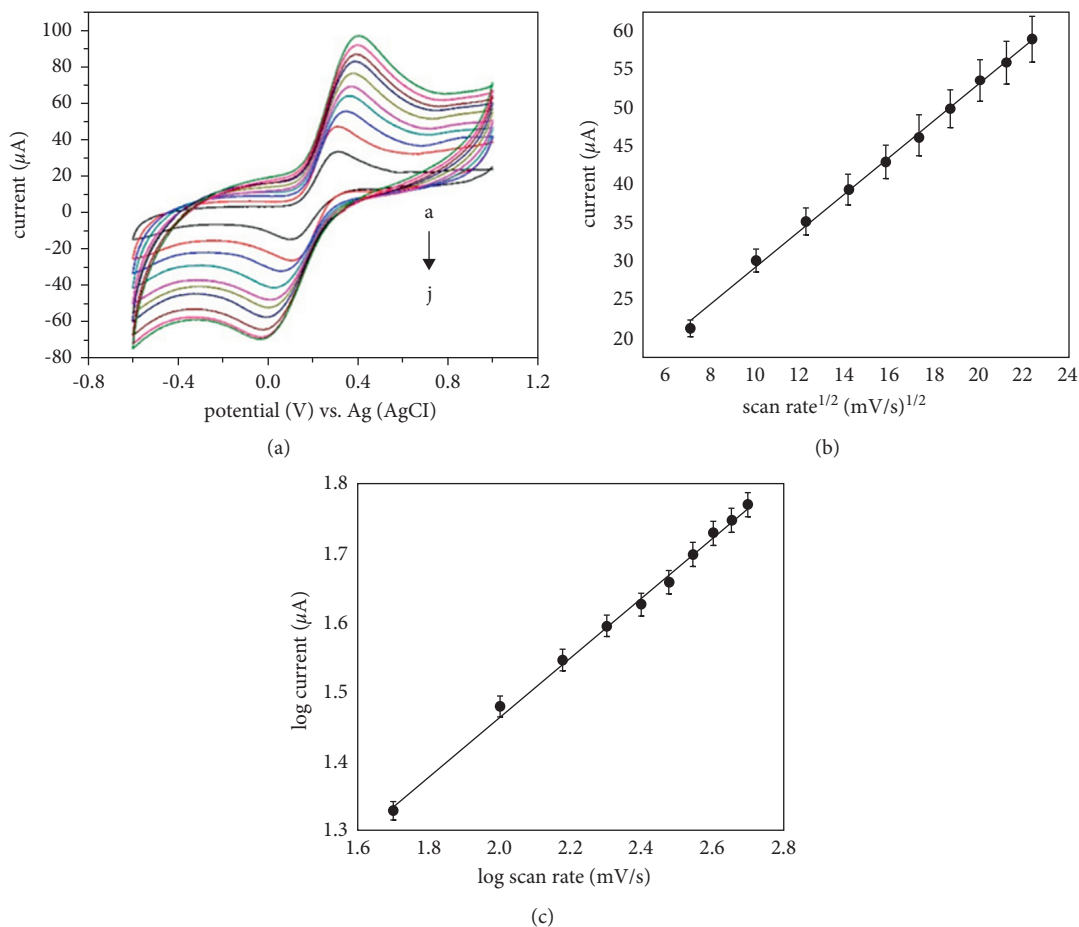 100
80
60
40
20
0
-20
-40
-60
-80
current (µA)
a
j
-0.8 -0.4 0.0 0.4 0.8 1.2
potential (V) vs. Ag (AgCI)
(a)
60
55
50
45
40
35
30
25
20
current (µA)
6 8 10 12 14 16 18 20 22 24
scan rate1/2 (mV/s)1/2
(b)
1.8
1.7
1.6
1.5
1.4
1.3
log current (µA)
1.6 1.8 2.0 2.2 2.4 2.6 2.8
log scan rate (mV/s)
(c)